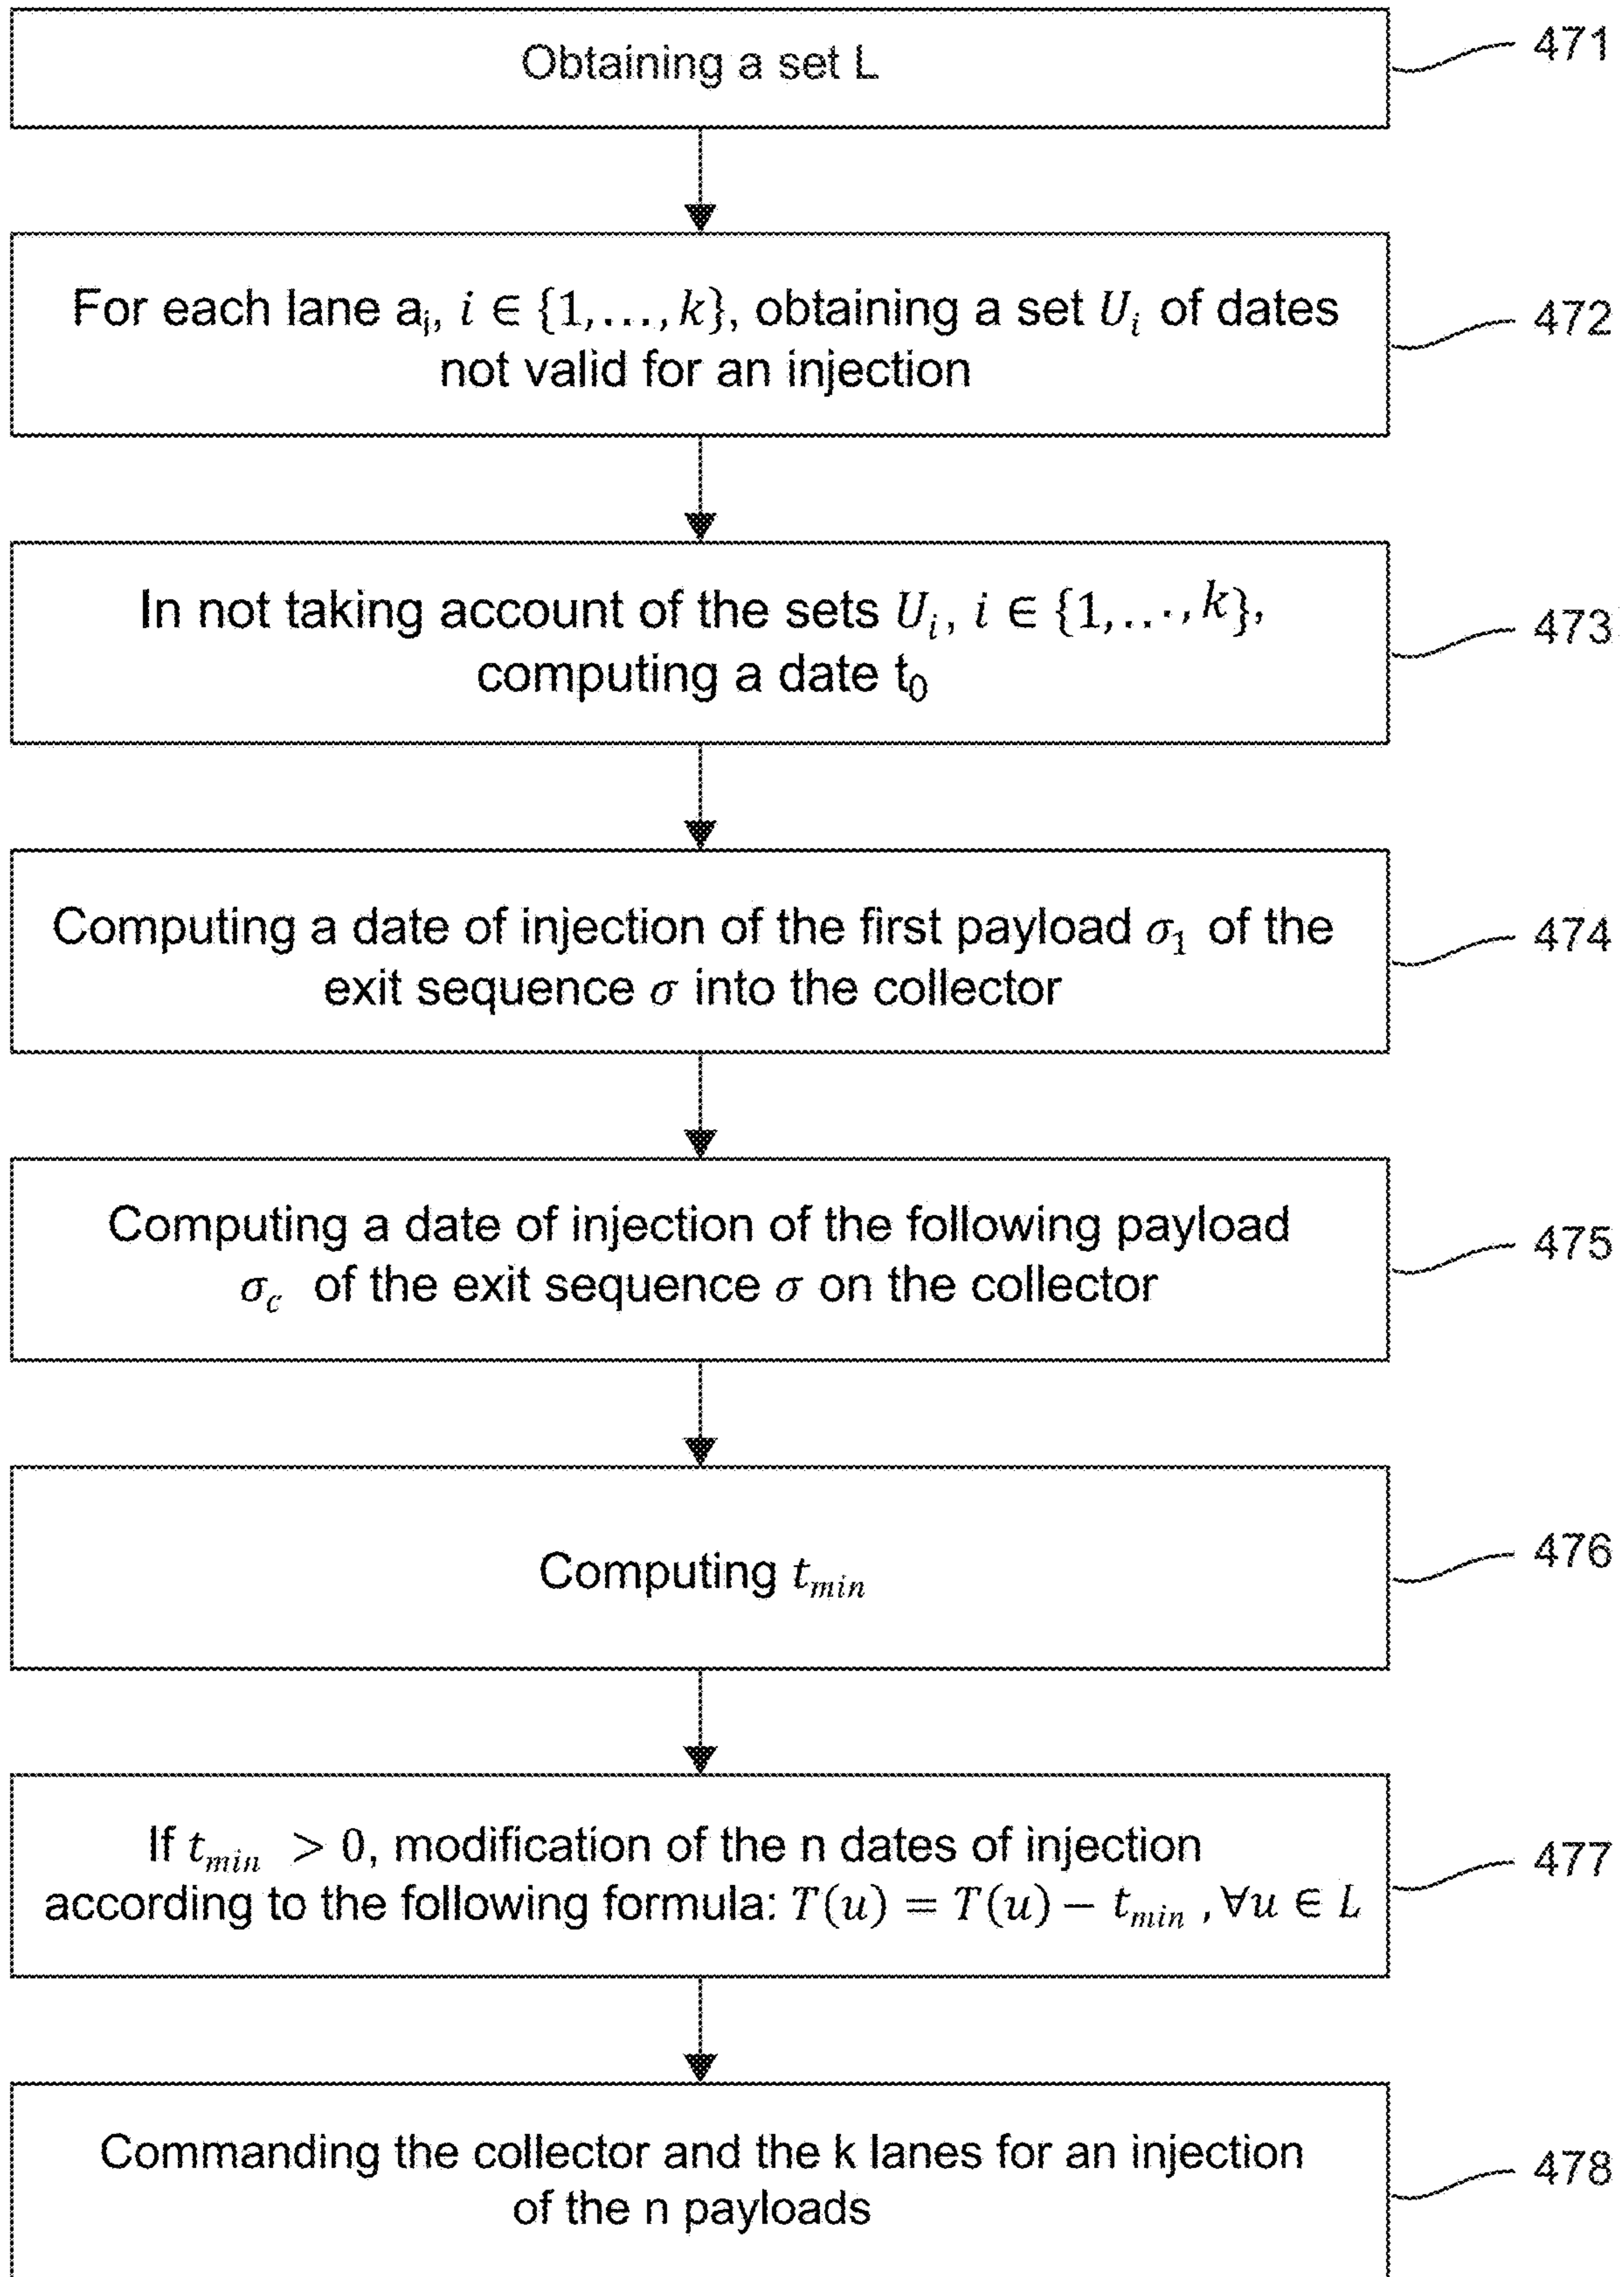 Obtaining a set L
471
For each lane aᵢ, i ∈ {1,...,k}, obtaining a set Uᵢ of dates
not valid for an injection
472
In not taking account of the sets Uᵢ, i ∈ {1,...,k},
computing a date t₀
473
Computing a date of injection of the first payload σ₁ of the
exit sequence σ into the collector
474
Computing a date of injection of the following payload
σ_c of the exit sequence σ on the collector
475
Computing t_min
476
If t_min > 0, modification of the n dates of injection
according to the following formula: T(u) = T(u) − t_min , ∀u ∈ L
477
Commanding the collector and the k lanes for an injection
of the n payloads
478